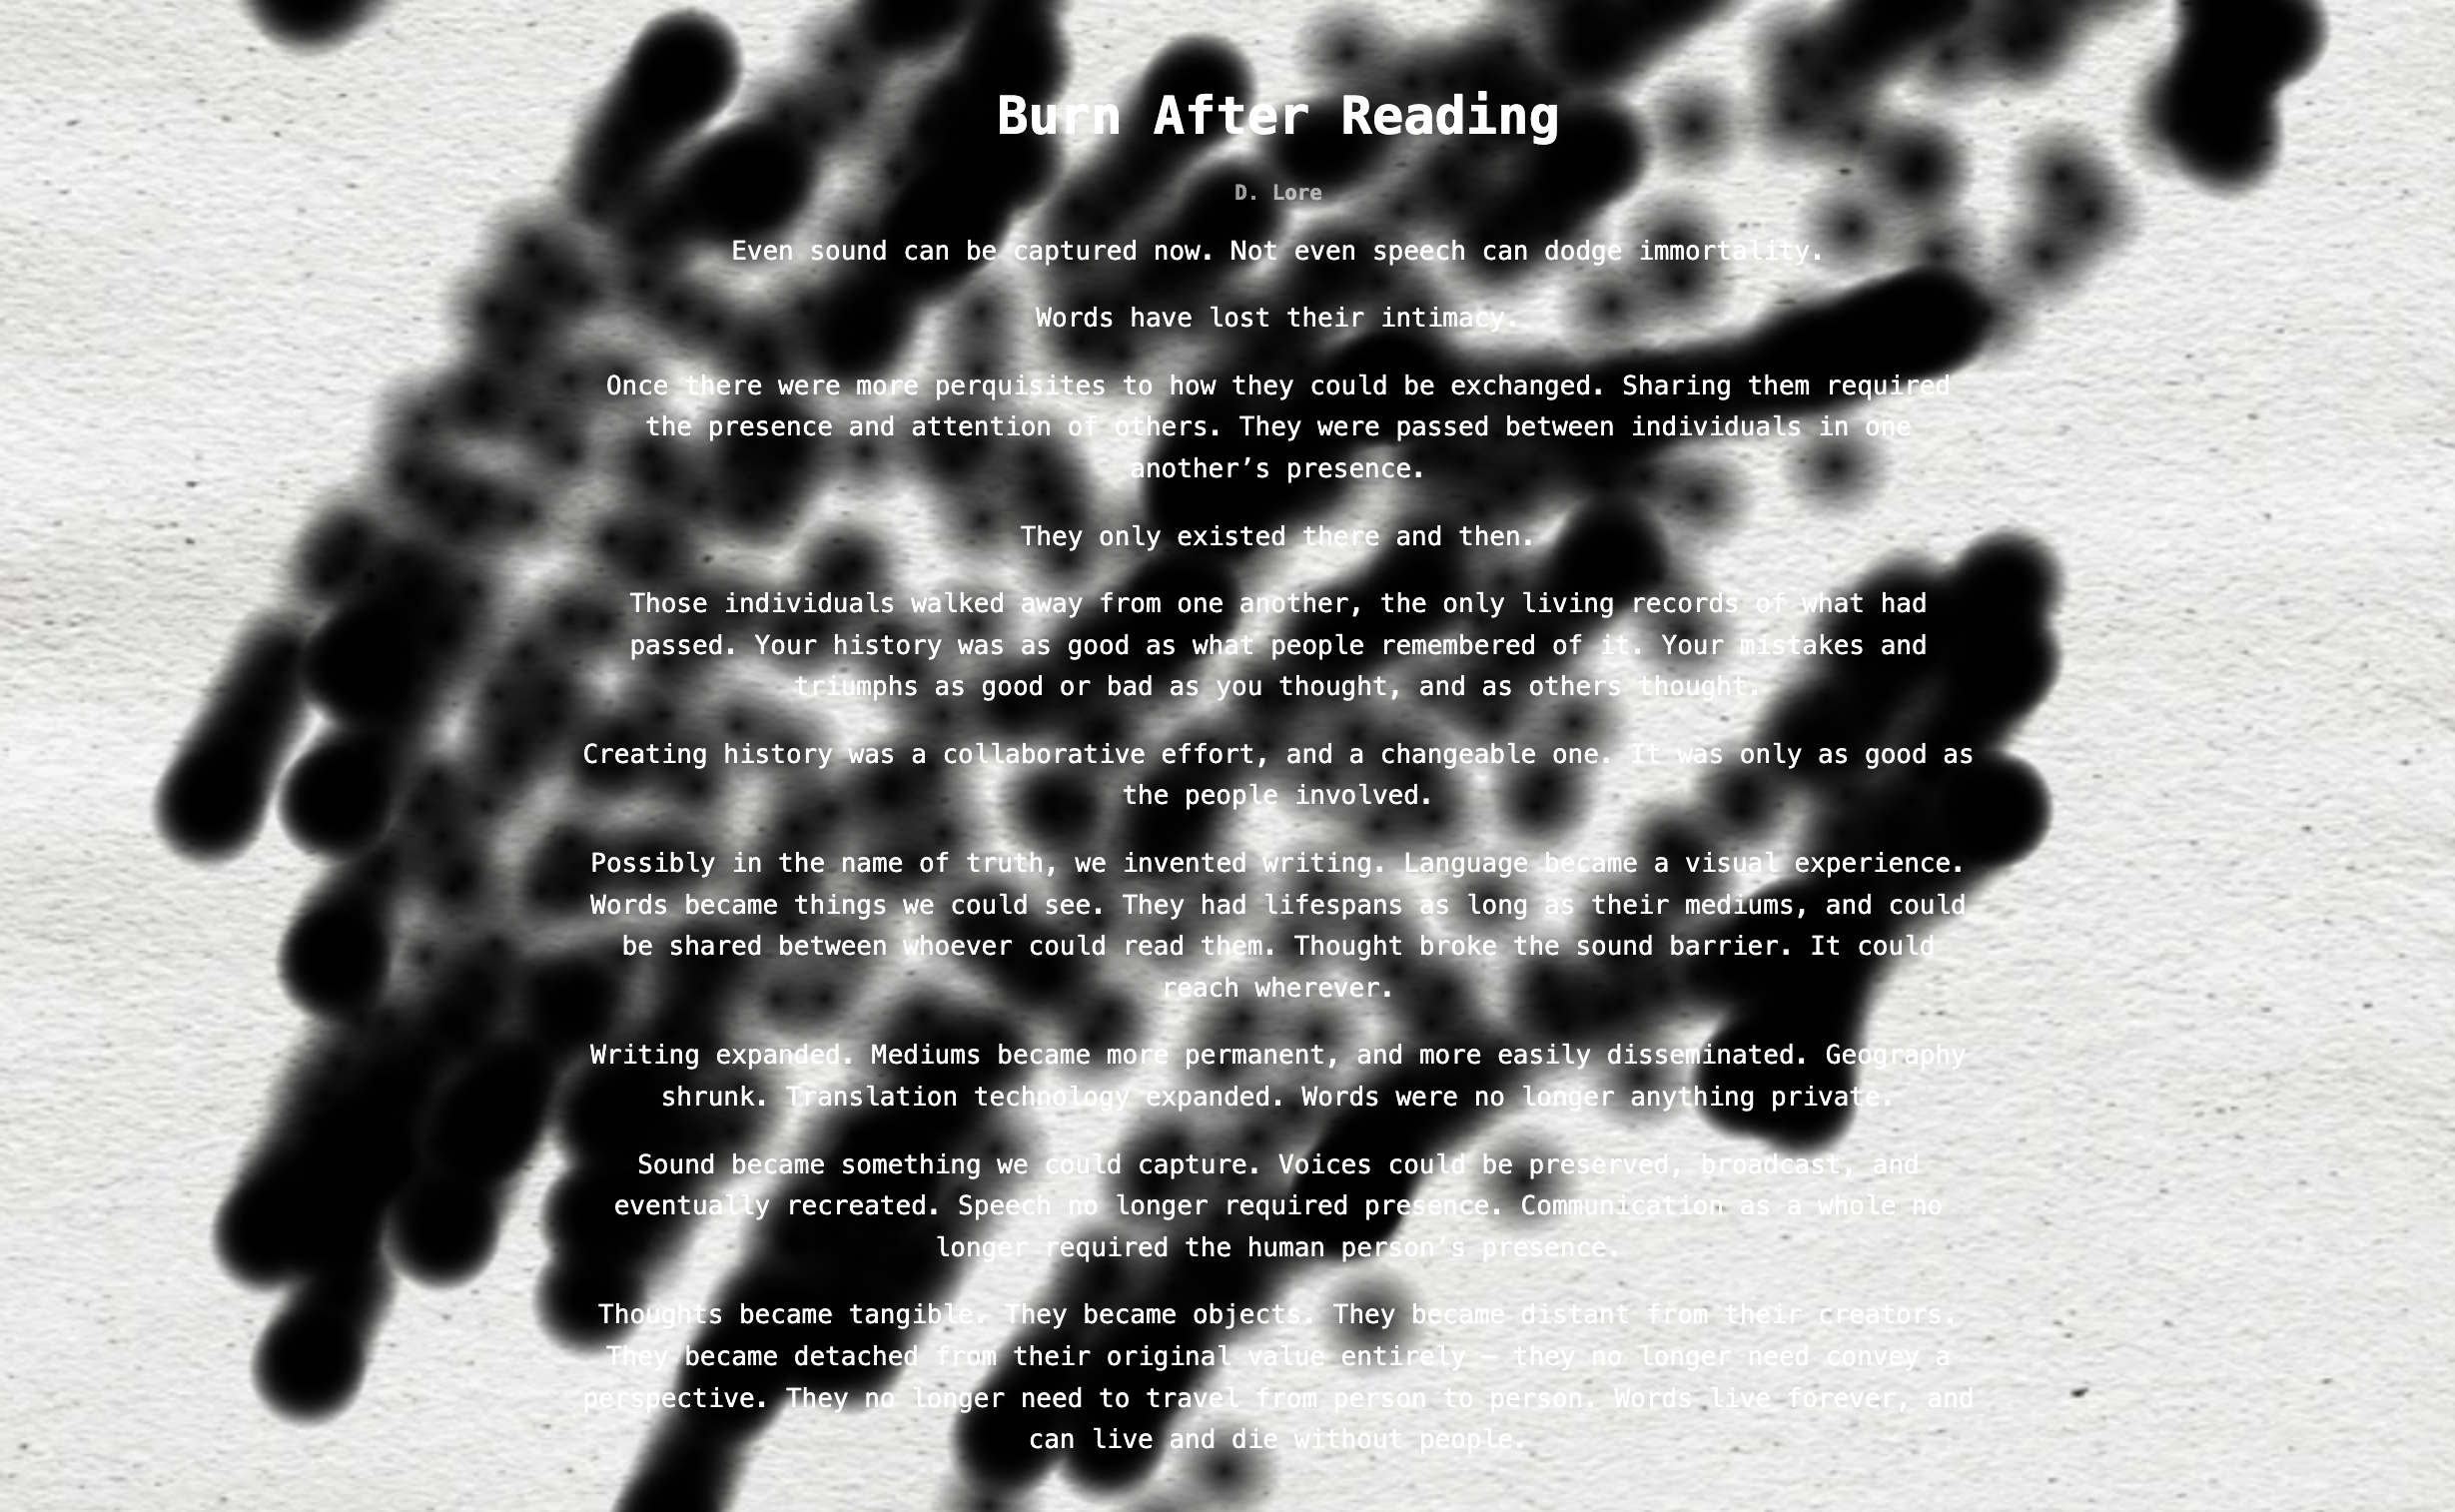 Burn After Reading
D. Lore
Even sound can be captured now. Not even speech can dodge immortality.
Words have lost their intimacy.
Once there were more perquisites to how they could be exchanged. Sharing them required
the presence and attention of others. They were passed between individuals in one
another’s presence.
They only existed there and then.
Those individuals walked away from one another, the only living records of what had
passed. Your history was as good as what people remembered of it. Your mistakes and
triumphs as good or bad as you thought, and as others thought.
Creating history was a collaborative effort, and a changeable one. It was only as good as
the people involved.
Possibly in the name of truth, we invented writing. Language became a visual experience.
Words became things we could see. They had lifespans as long as their mediums, and could
be shared between whoever could read them. Thought broke the sound barrier. It could
reach wherever.
Writing expanded. Mediums became more permanent, and more easily disseminated. Geography
shrunk. Translation technology expanded. Words were no longer anything private.
Sound became something we could capture. Voices could be preserved, broadcast, and
eventually recreated. Speech no longer required presence. Communication as a whole no
longer required the human person’s presence.
Thoughts became tangible. They became objects. They became distant from their creators.
They became detached from their original value entirely — they no longer need convey a
perspective. They no longer need to travel from person to person. Words live forever, and
can live and die without people.